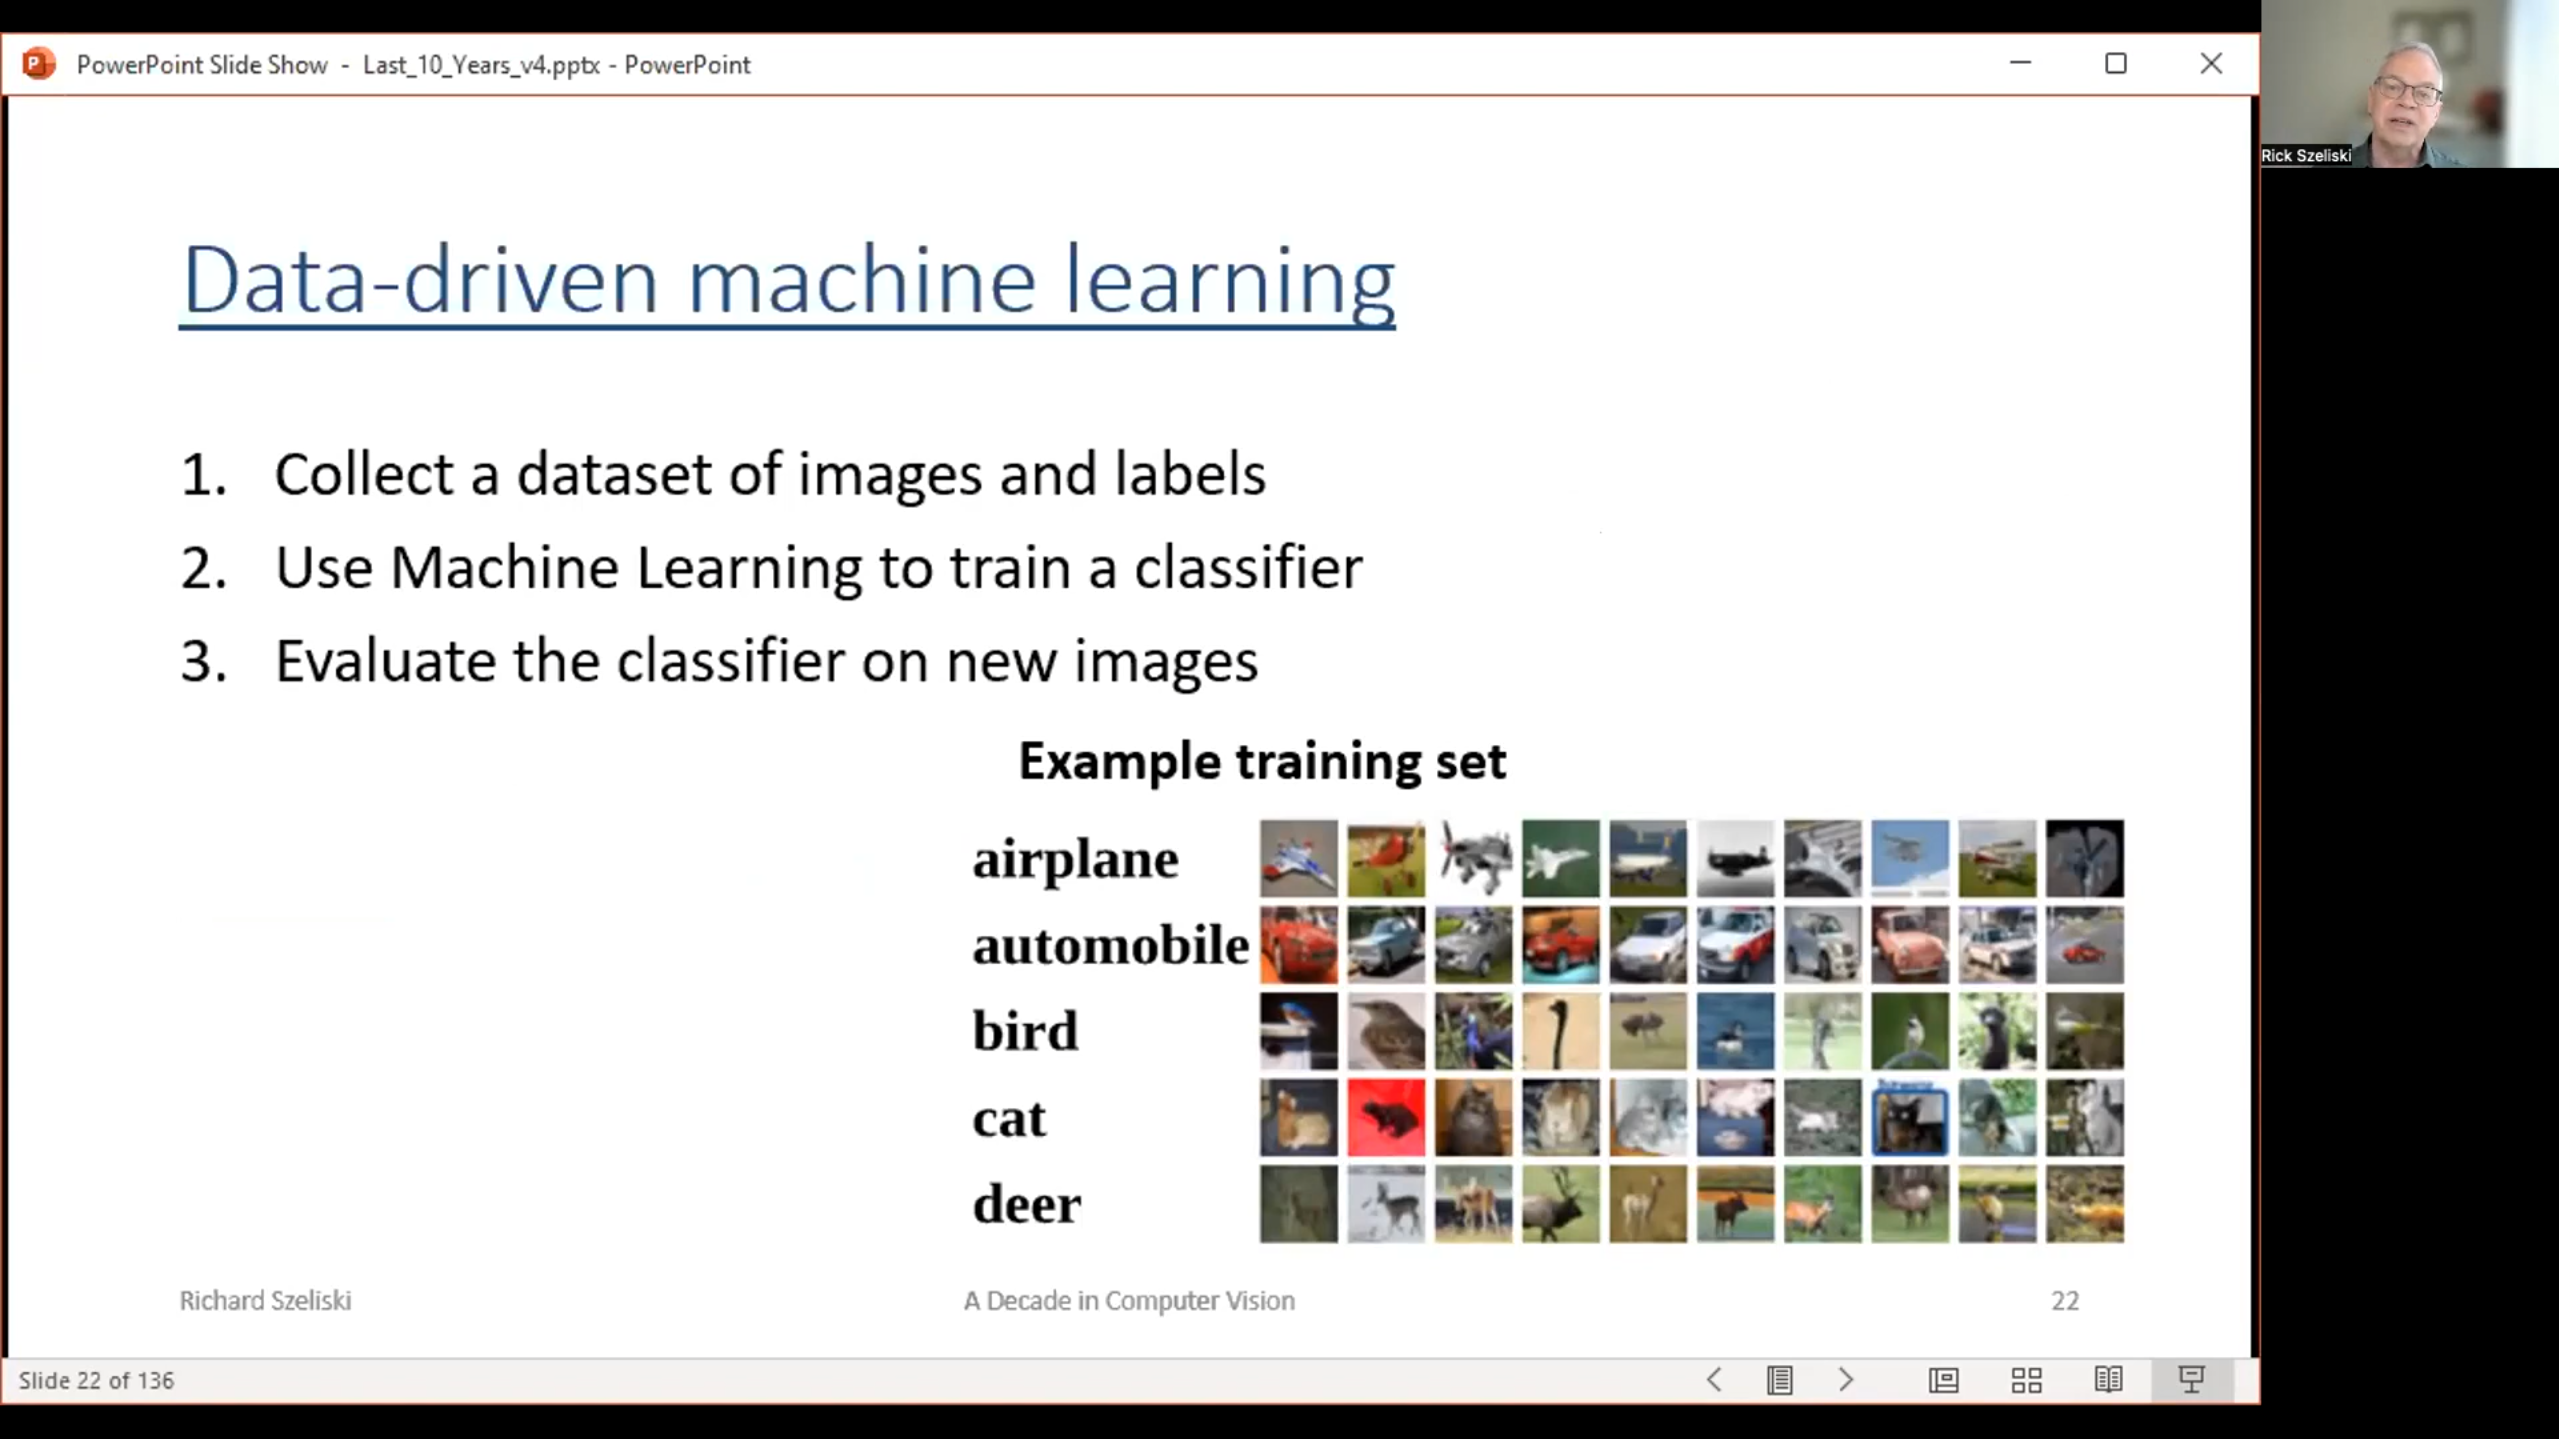 PowerPoint Slide Show - Last_10_Years_v4.pptx - PowerPoint
Rick Szeliski
Data-driven machine learning
1. Collect a dataset of images and labels
2. Use Machine Learning to train a classifier
3. Evaluate the classifier on new images
Example training set
airplane
automobile
bird
cat
deer
Richard Szeliski
A Decade in Computer Vision
22
Slide 22 of 136